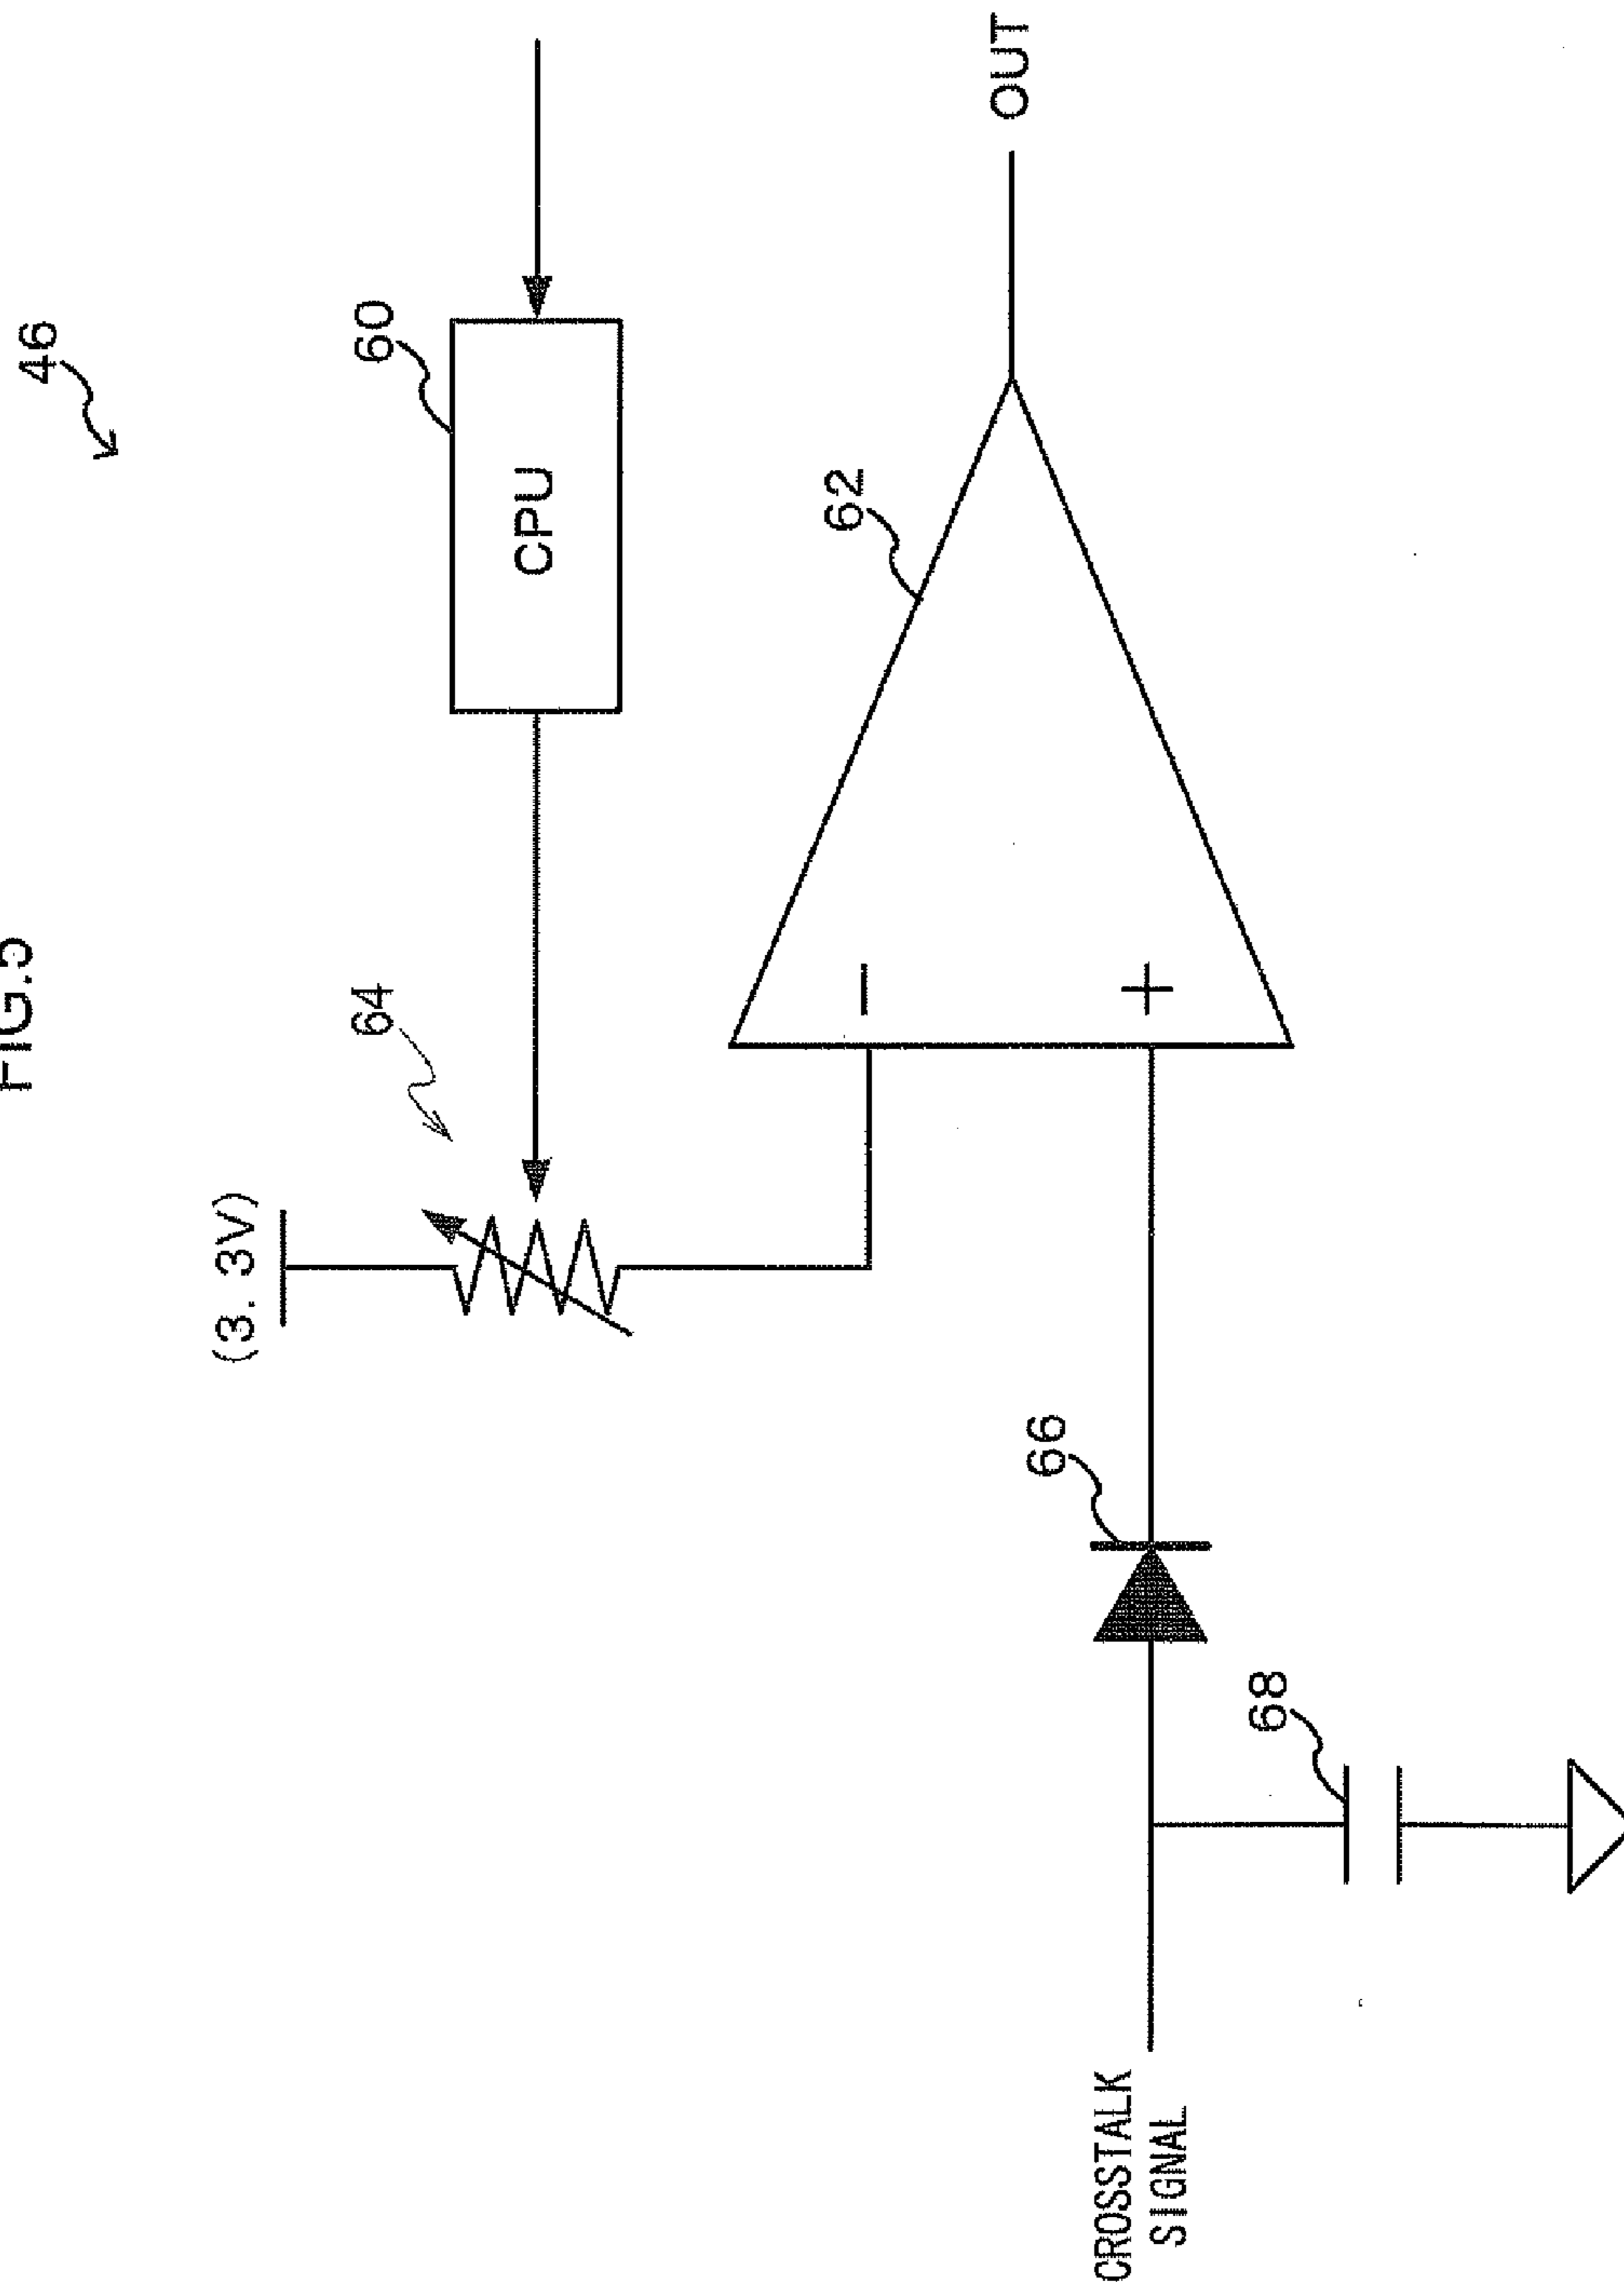 FIG.5
46
(3. 3V)
64
60
CPU
62
−
+
OUT
66
68
CROSSTALK
SIGNAL